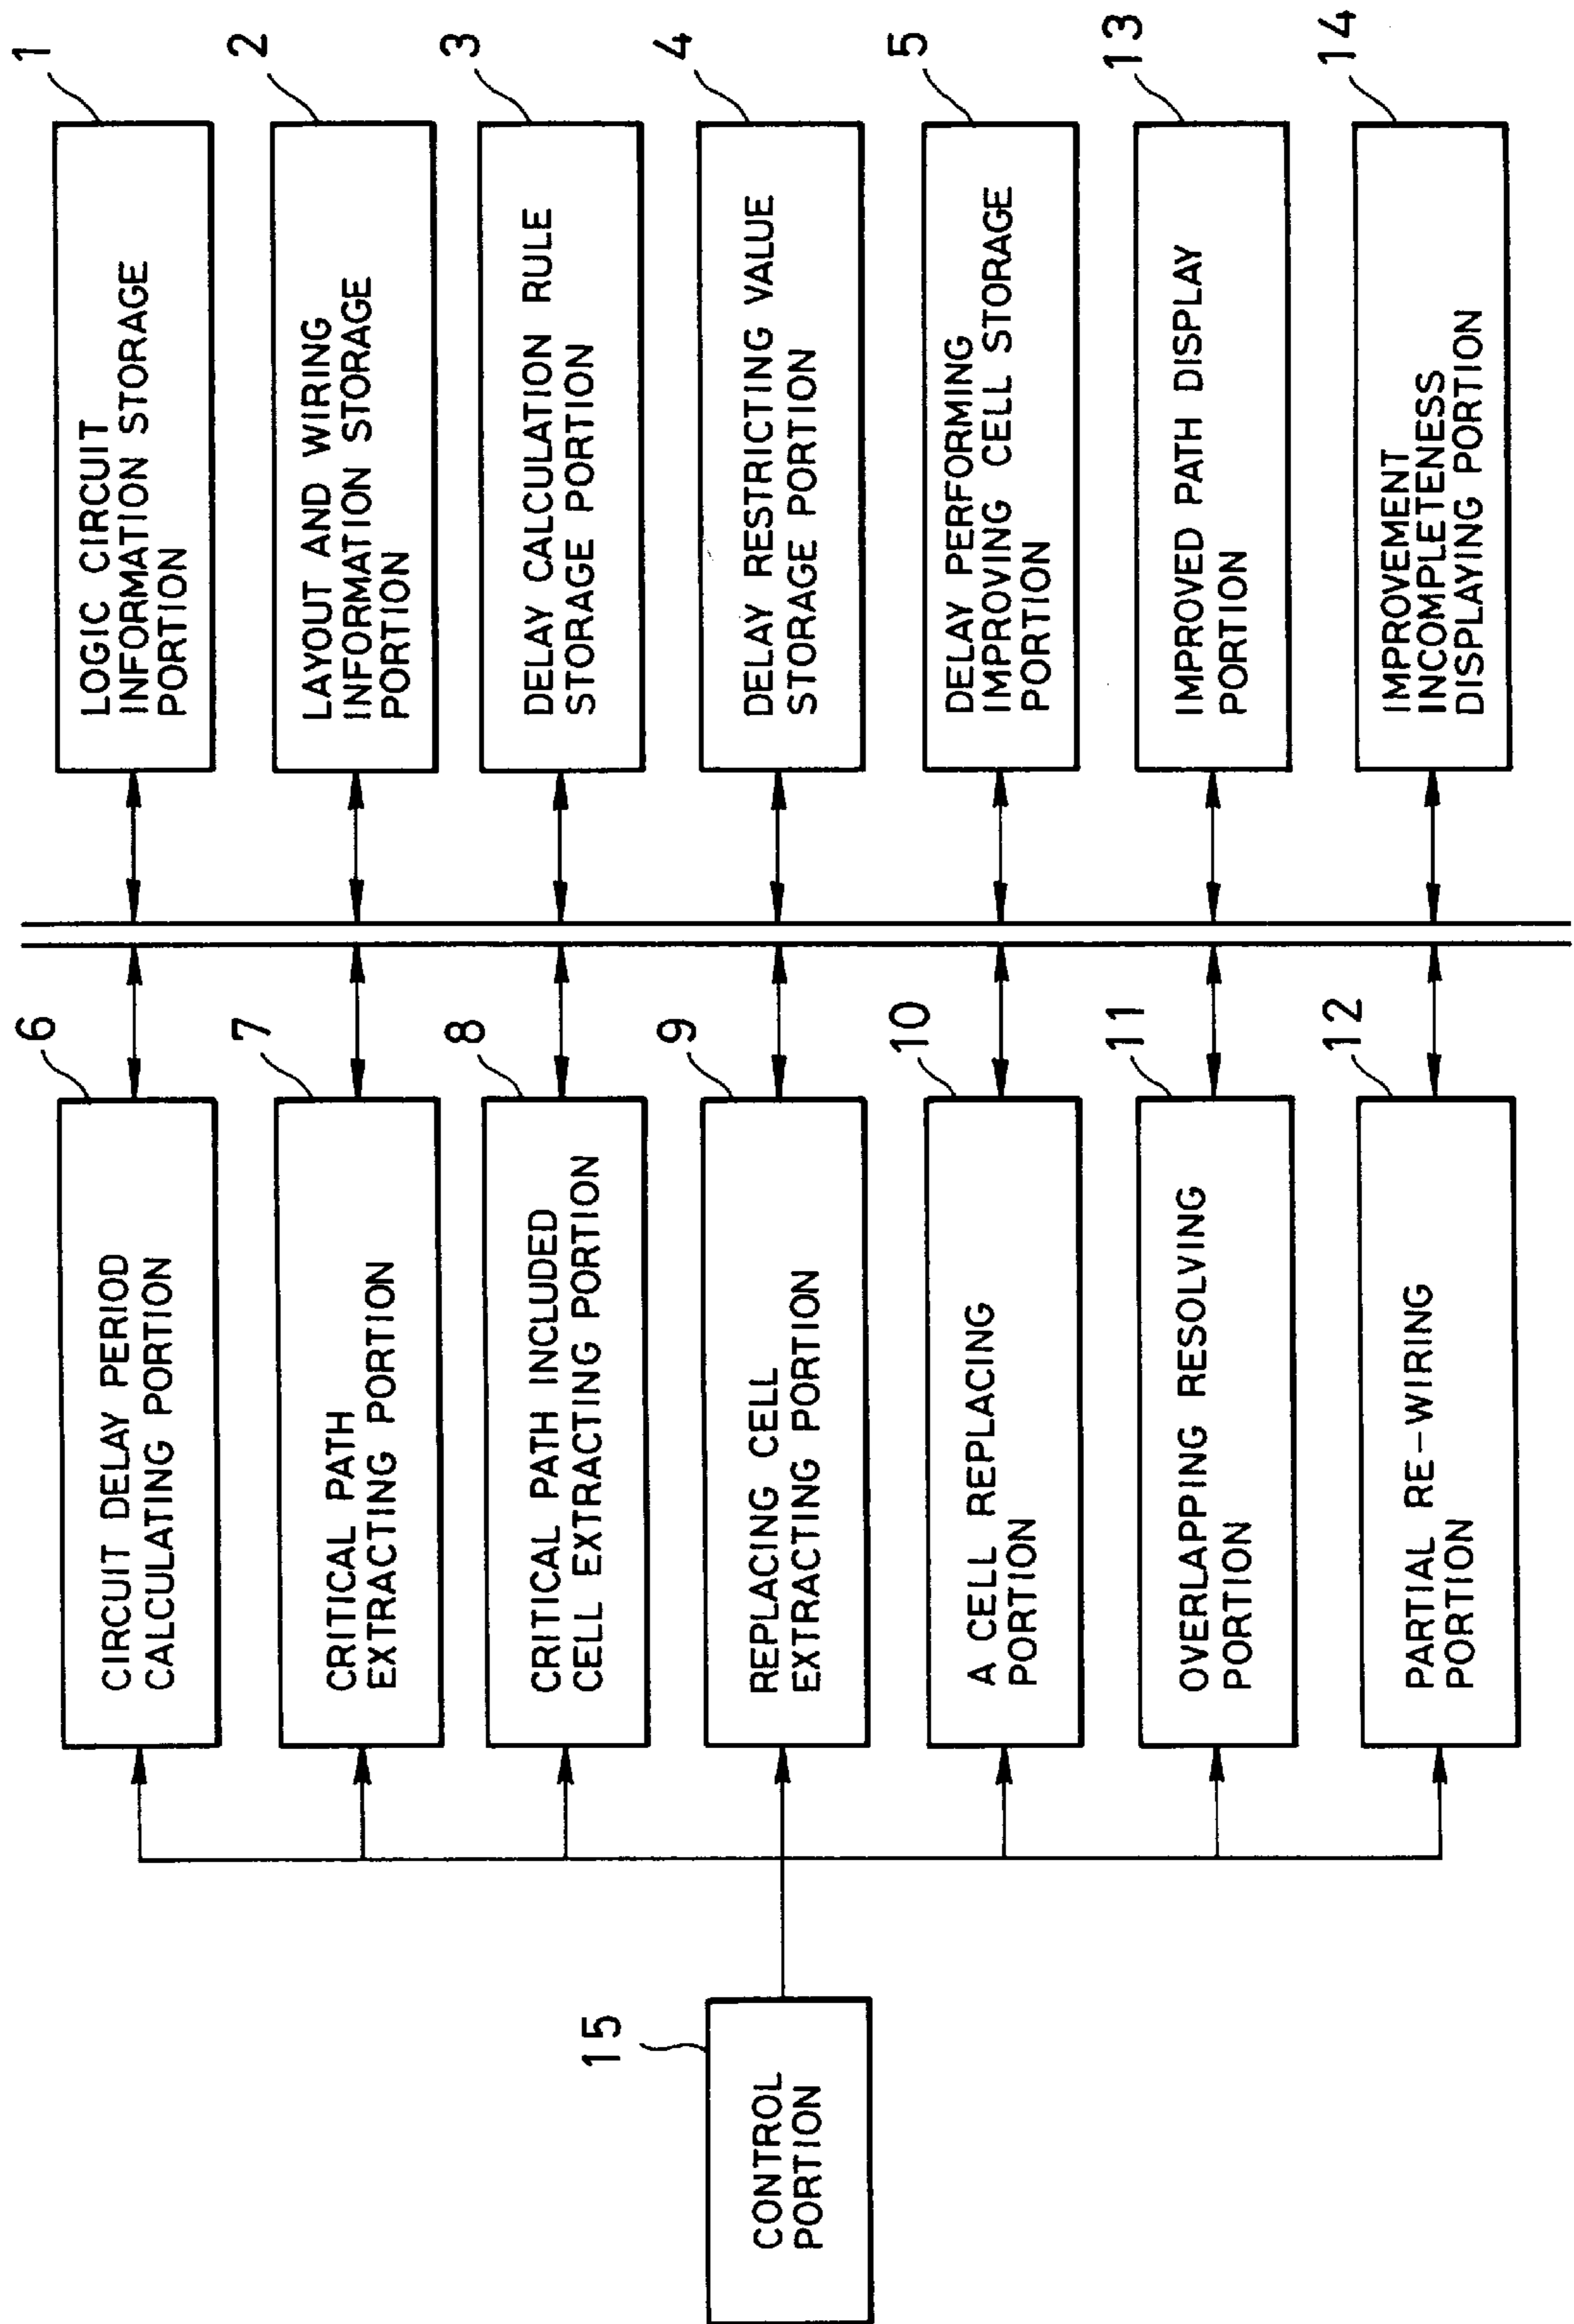 15
CONTROL
PORTION
6
CIRCUIT DELAY PERIOD
CALCULATING PORTION
7
CRITICAL PATH
EXTRACTING PORTION
8
CRITICAL PATH INCLUDED
CELL EXTRACTING PORTION
9
REPLACING CELL
EXTRACTING PORTION
10
A CELL REPLACING
PORTION
11
OVERLAPPING RESOLVING
PORTION
12
PARTIAL RE-WIRING
PORTION
1
LOGIC CIRCUIT
INFORMATION STORAGE
PORTION
2
LAYOUT AND WIRING
INFORMATION STORAGE
PORTION
3
DELAY CALCULATION RULE
STORAGE PORTION
4
DELAY RESTRICTING VALUE
STORAGE PORTION
5
DELAY PERFORMING
IMPROVING CELL STORAGE
PORTION
13
IMPROVED PATH DISPLAY
PORTION
14
IMPROVEMENT
INCOMPLETENESS
DISPLAYING PORTION